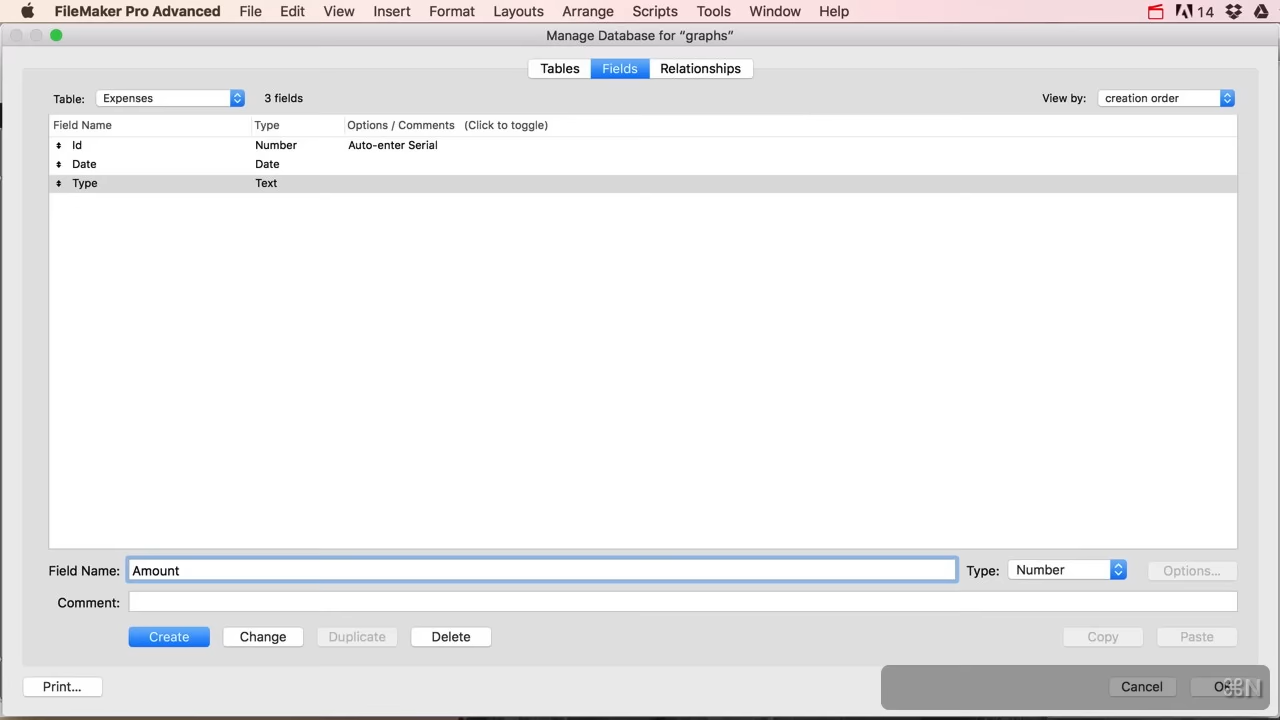 FileMaker Pro Advanced File Edit View Insert Format Layouts Arrange Scripts Tools Window Help 14
Manage Database for “graphs”
Tables Fields Relationships
Table: Expenses 3 fields View by: creation order
Field Name Type Options / Comments (Click to toggle)
Id Number Auto-enter Serial
Date Date
Type Text
Field Name: Amount Type: Number Options...
Comment:
Create Change Duplicate Delete Copy Paste
Print... Cancel ⌘N